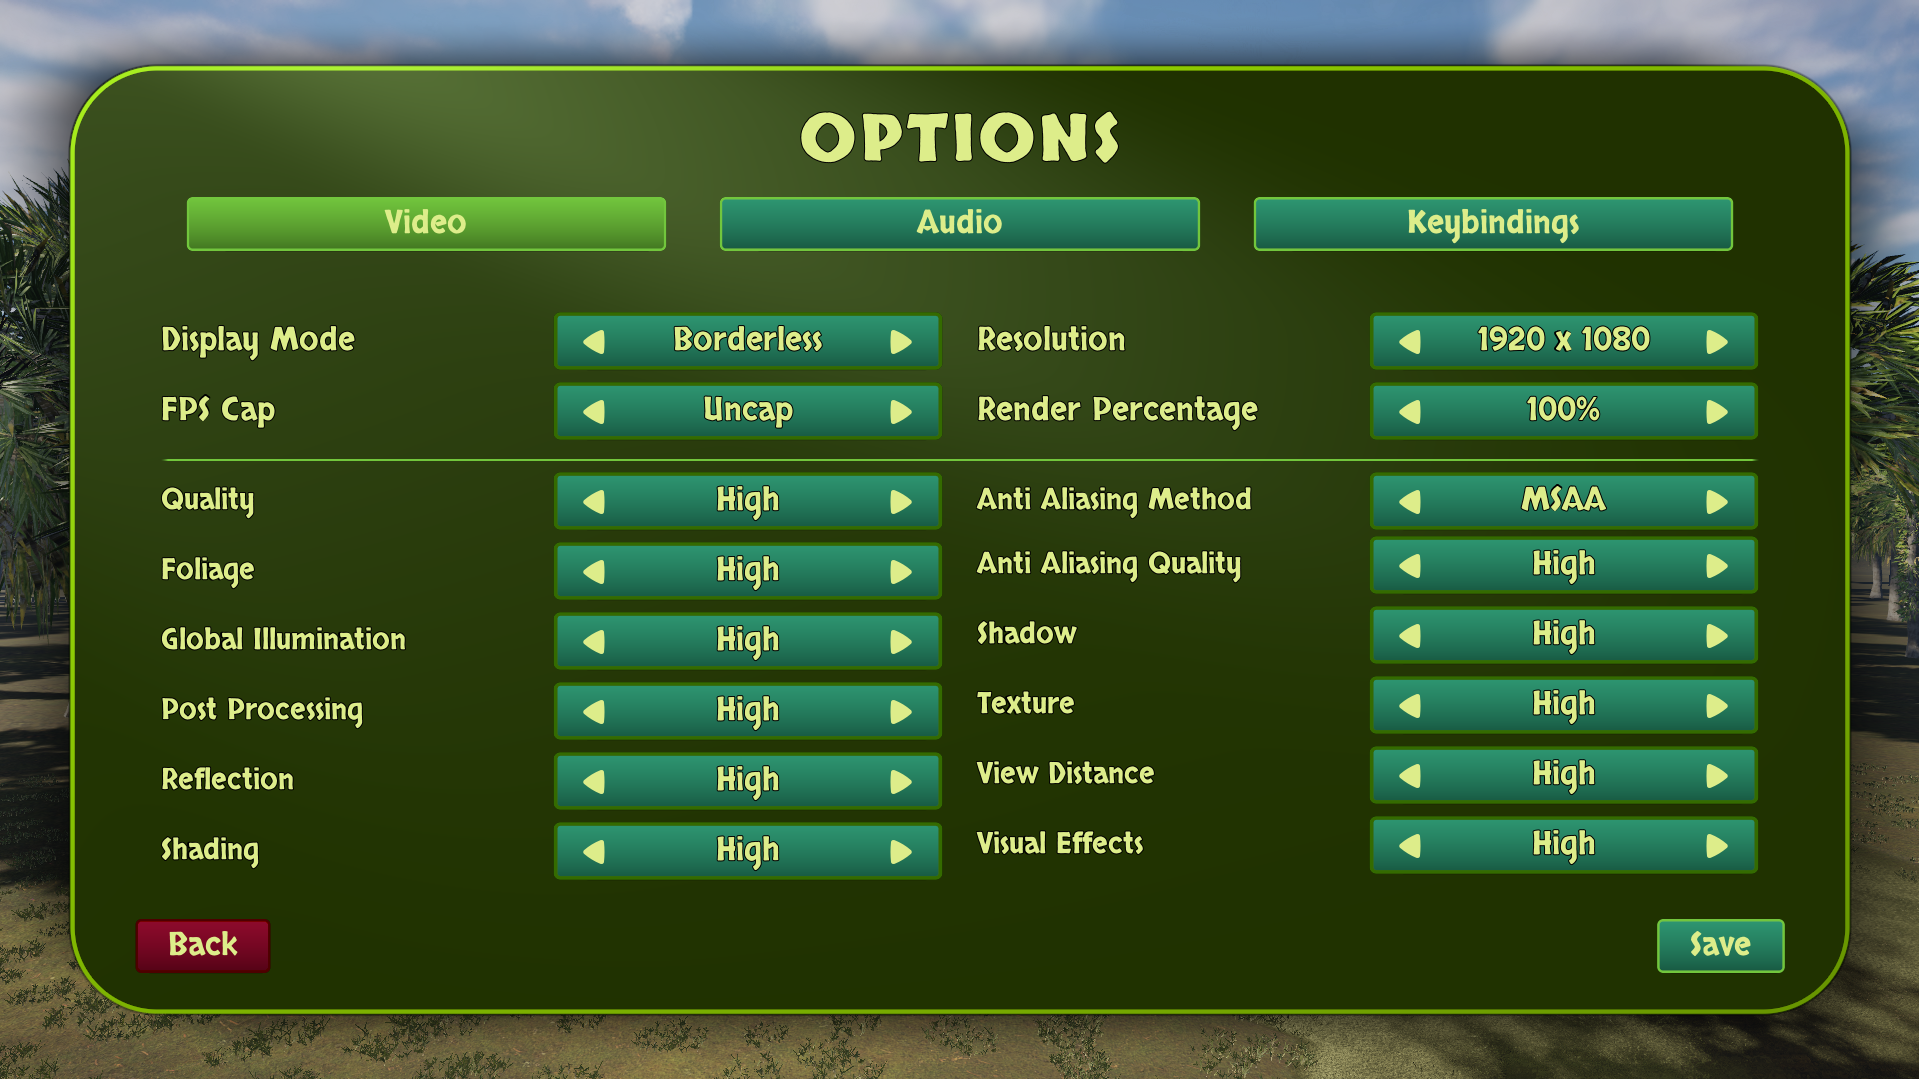 OPTIONS
Video Audio Keybindings
Display Mode Borderless Resolution 1920 x 1080
FPS Cap Uncap Render Percentage 100%
Quality High Anti Aliasing Method MSAA
Foliage High Anti Aliasing Quality High
Global Illumination High Shadow High
Post Processing High Texture High
Reflection High View Distance High
Shading High Visual Effects High
Back Save